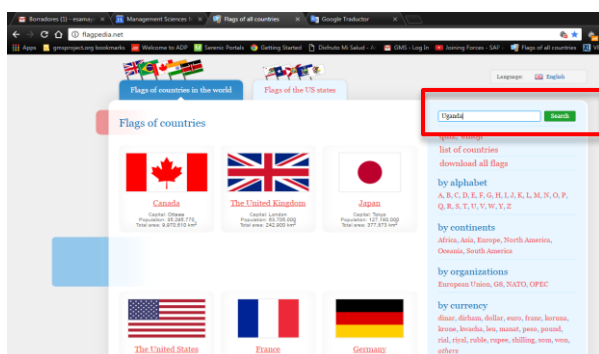 Borradores (1) - esamay
Management Sciences f
Flags of all countries
Google Traductor
flagpedia.net
Apps
gmsproject.org bookmarks
Welcome to ADP
Serenic Portals
Getting Started
Disfruta Mi Salud - A
GMS - Log In
Joining Forces - SAP
Flags of all countries
Language: English
Flags of countries in the world
Flags of the US states
Uganda
Search
Flags of countries
list of countries
download all flags
Canada
The United Kingdom
Japan
Capital: Ottawa
Capital: London
Capital: Tokyo
by alphabet
A, B, C, D, E, F, G, H, I, J, K, L, M, N, O, P,
Q, R, S, T, U, V, W, Y, Z
by continents
Africa, Asia, Europe, North America,
Oceania, South America
by organizations
European Union, G8, NATO, OPEC
by currency
dinar, dirham, dollar, euro, franc, koruna,
krone, kwacha, leu, manat, peso, pound,
rial, riyal, ruble, rupee, shilling, som, won,
others
The United States
France
Germany